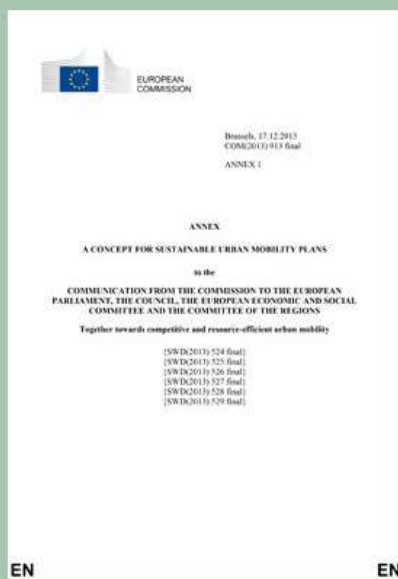 EUROPEAN
COMMISSION
Brussels, 17.12.2013
COM(2013) 913 final
ANNEX 1
ANNEX
A CONCEPT FOR SUSTAINABLE URBAN MOBILITY PLANS
to the
COMMUNICATION FROM THE COMMISSION TO THE EUROPEAN
PARLIAMENT, THE COUNCIL, THE EUROPEAN ECONOMIC AND SOCIAL
COMMITTEE AND THE COMMITTEE OF THE REGIONS
Together towards competitive and resource-efficient urban mobility
{SWD(2013) 524 final}
{SWD(2013) 525 final}
{SWD(2013) 526 final}
{SWD(2013) 527 final}
{SWD(2013) 528 final}
{SWD(2013) 529 final}
EN EN